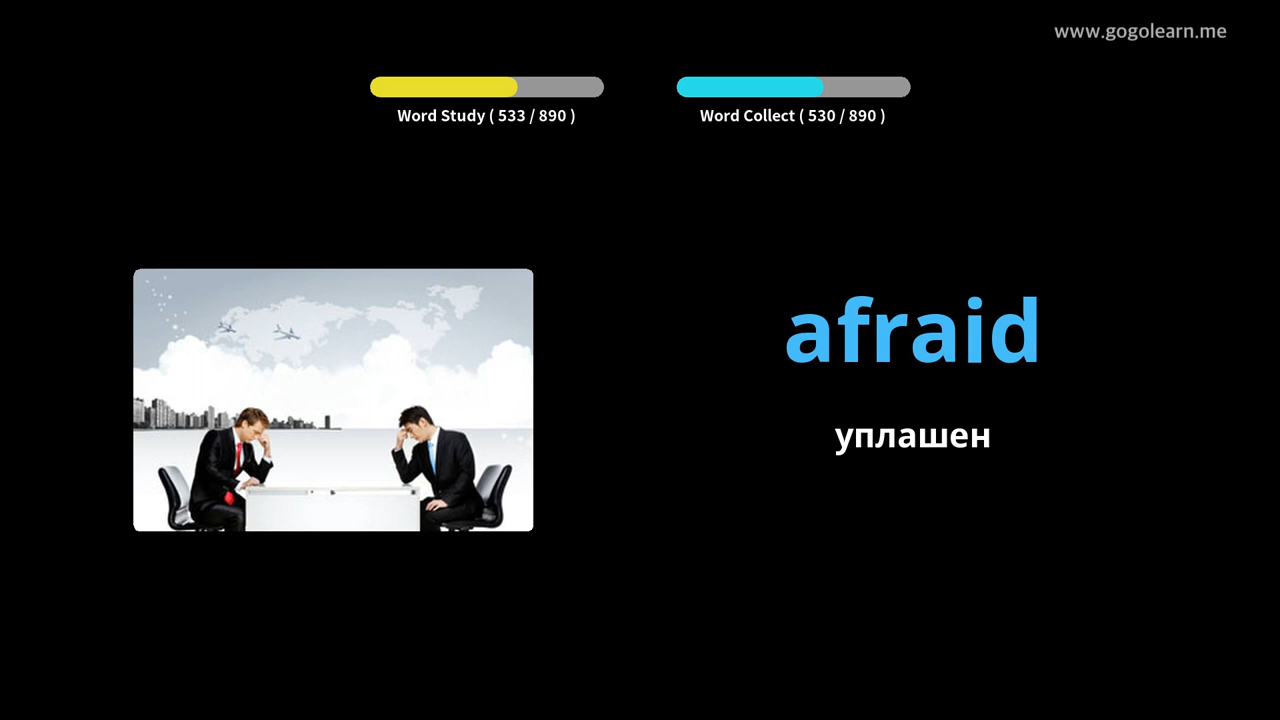 www.gogolearn.me
Word Study ( 533 / 890 )
Word Collect ( 530 / 890 )
afraid
уплашен